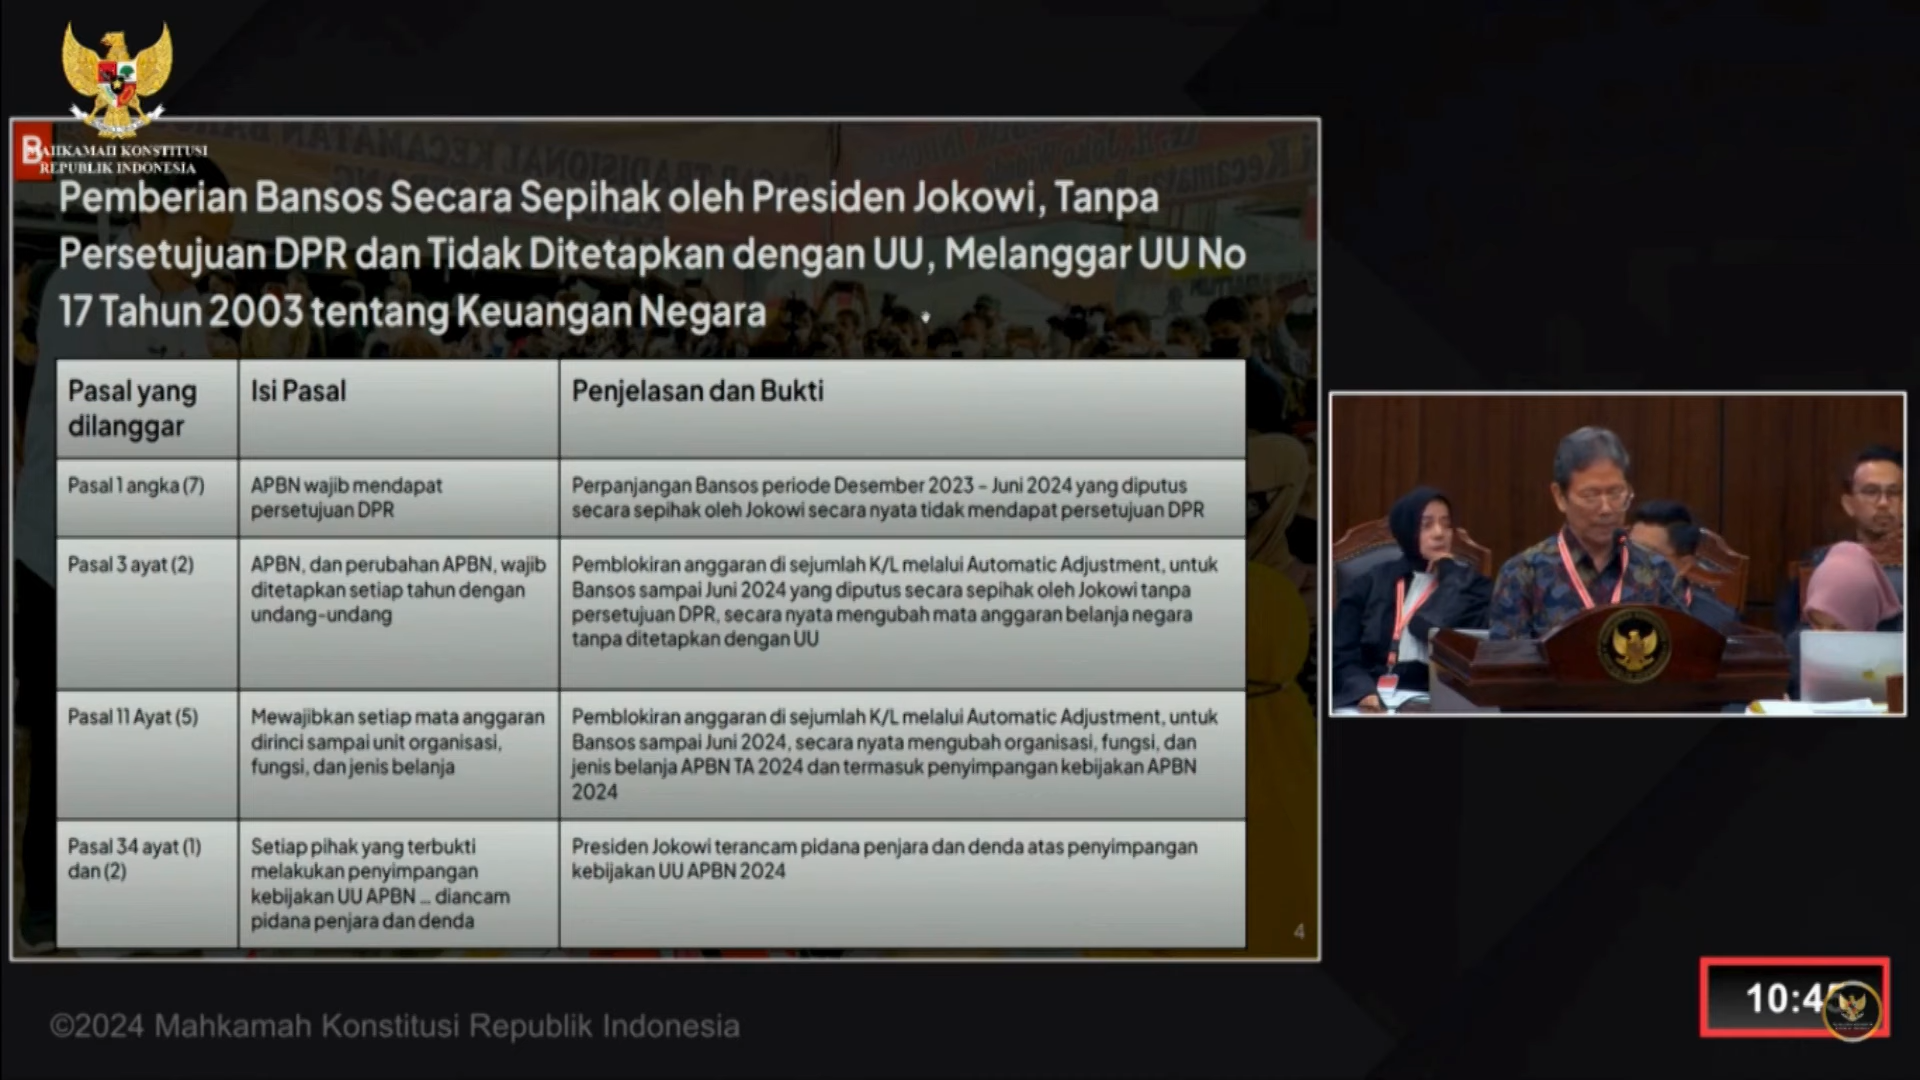 MAHKAMAH KONSTITUSI
REPUBLIK INDONESIA
B
Pemberian Bansos Secara Sepihak oleh Presiden Jokowi, Tanpa
Persetujuan DPR dan Tidak Ditetapkan dengan UU, Melanggar UU No
17 Tahun 2003 tentang Keuangan Negara
Pasal yang
dilanggar
Isi Pasal
Penjelasan dan Bukti
Pasal 1 angka (7)
APBN wajib mendapat
persetujuan DPR
Perpanjangan Bansos periode Desember 2023 – Juni 2024 yang diputus
secara sepihak oleh Jokowi secara nyata tidak mendapat persetujuan DPR
Pasal 3 ayat (2)
APBN, dan perubahan APBN, wajib
ditetapkan setiap tahun dengan
undang-undang
Pemblokiran anggaran di sejumlah K/L melalui Automatic Adjustment, untuk
Bansos sampai Juni 2024 yang diputus secara sepihak oleh Jokowi tanpa
persetujuan DPR, secara nyata mengubah mata anggaran belanja negara
tanpa ditetapkan dengan UU
Pasal 11 Ayat (5)
Mewajibkan setiap mata anggaran
dirinci sampai unit organisasi,
fungsi, dan jenis belanja
Pemblokiran anggaran di sejumlah K/L melalui Automatic Adjustment, untuk
Bansos sampai Juni 2024, secara nyata mengubah organisasi, fungsi, dan
jenis belanja APBN TA 2024 dan termasuk penyimpangan kebijakan APBN
2024
Pasal 34 ayat (1)
dan (2)
Setiap pihak yang terbukti
melakukan penyimpangan
kebijakan UU APBN ... diancam
pidana penjara dan denda
Presiden Jokowi terancam pidana penjara dan denda atas penyimpangan
kebijakan UU APBN 2024
4
©2024 Mahkamah Konstitusi Republik Indonesia